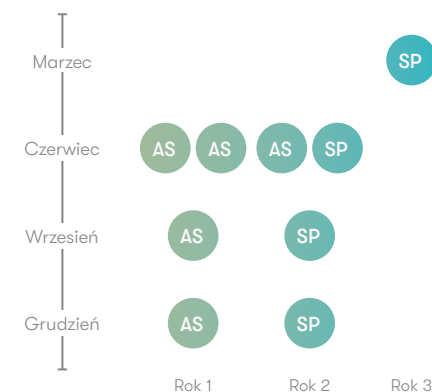 Marzec SP
Czerwiec AS AS AS SP
Wrzesień AS SP
Grudzień AS SP
Rok 1 Rok 2 Rok 3